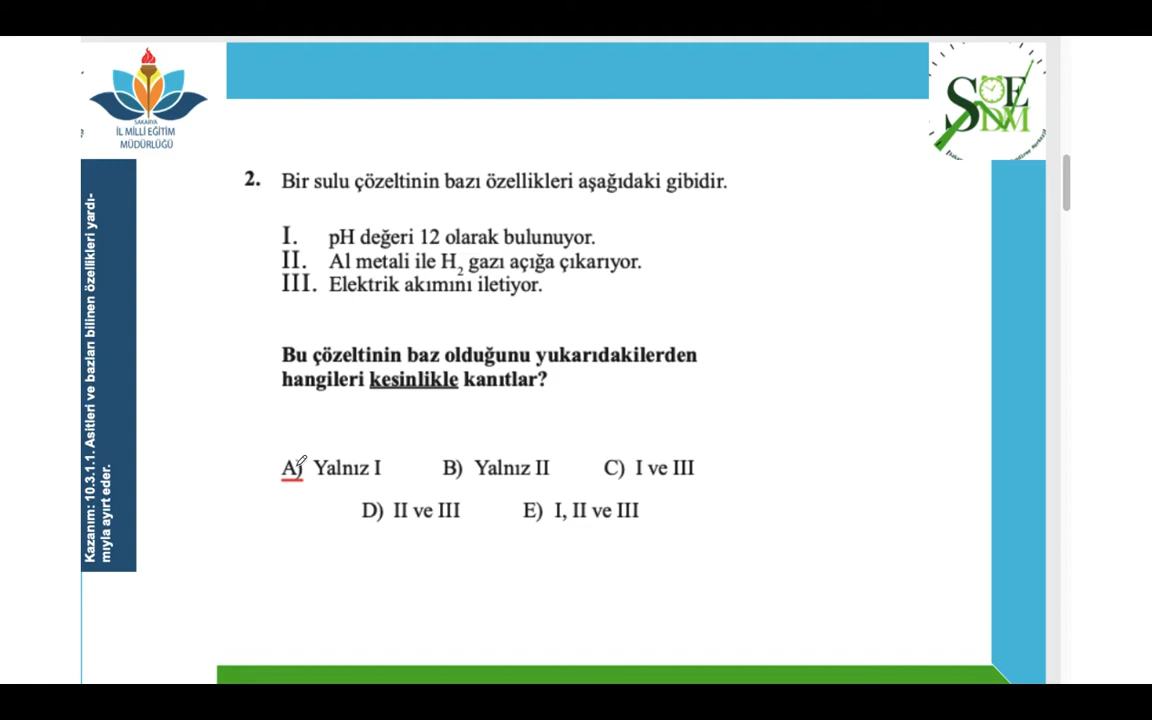 SAKARYA
İL MİLLİ EĞİTİM
MÜDÜRLÜĞÜ
SOE
DM
Kazanım: 10.3.1.1. Asitleri ve bazları bilinen özellikleri yardı-
mıyla ayırt eder.
2. Bir sulu çözeltinin bazı özellikleri aşağıdaki gibidir.
I. pH değeri 12 olarak bulunuyor.
II. Al metali ile H₂ gazı açığa çıkarıyor.
III. Elektrik akımını iletiyor.
Bu çözeltinin baz olduğunu yukarıdakilerden
hangileri kesinlikle kanıtlar?
A) Yalnız I B) Yalnız II C) I ve III
D) II ve III E) I, II ve III